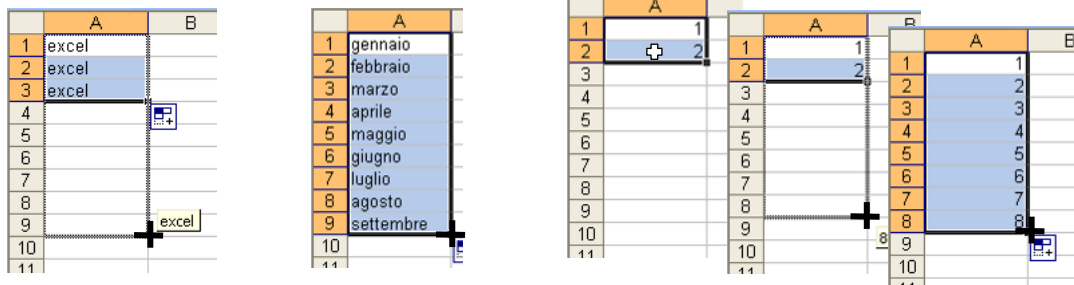 A B
1 excel
2 excel
3 excel
4
5
6
7
8
9 excel
10
11
A
1 gennaio
2 febbraio
3 marzo
4 aprile
5 maggio
6 giugno
7 luglio
8 agosto
9 settembre
10
11
A
1 1
2 2
3
4
5
6
7
8
9
10
11
A B
1 1
2 2
3
4
5
6
7
8
9 8
10
11
A B
1 1
2 2
3 3
4 4
5 5
6 6
7 7
8 8
9
10
11